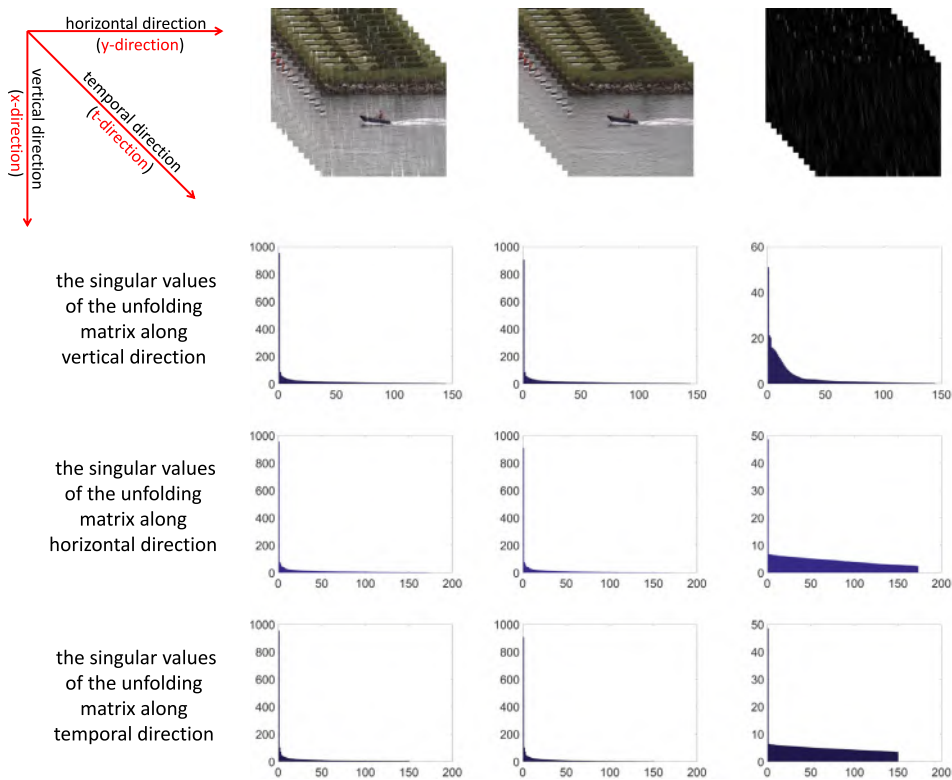 horizontal direction
(y-direction)
vertical direction
(x-direction)
temporal direction
(t-direction)
the singular values
of the unfolding
matrix along
vertical direction
1000
800
600
400
200
0
0 50 100 150
1000
800
600
400
200
0
0 50 100 150
60
40
20
0
0 50 100 150
the singular values
of the unfolding
matrix along
horizontal direction
1000
800
600
400
200
0
0 50 100 150 200
1000
800
600
400
200
0
0 50 100 150 200
50
40
30
20
10
0
0 50 100 150 200
the singular values
of the unfolding
matrix along
temporal direction
1000
800
600
400
200
0
0 50 100 150 200
1000
800
600
400
200
0
0 50 100 150 200
50
40
30
20
10
0
0 50 100 150 200